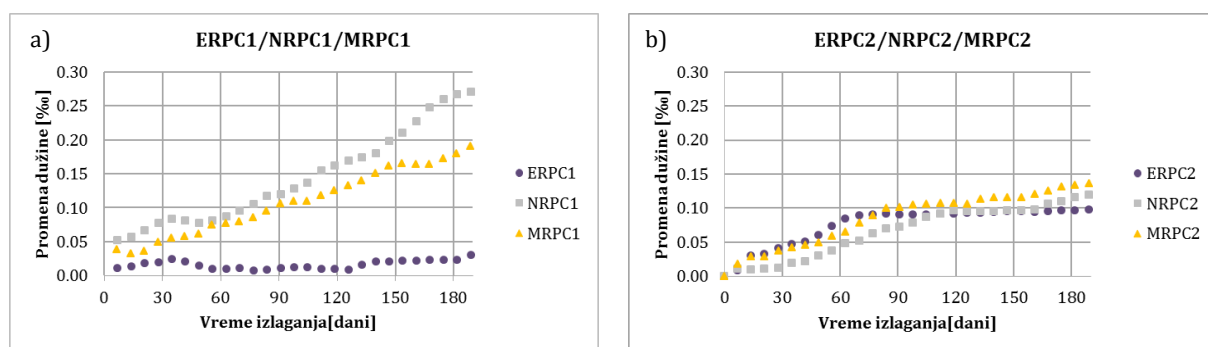 a)
ERPC1/NRPC1/MRPC1
Promena dužine [‰]
0.30
0.25
0.20
0.15
0.10
0.05
0.00
0 30 60 90 120 150 180
Vreme izlaganja[dani]
ERPC1
NRPC1
MRPC1
b)
ERPC2/NRPC2/MRPC2
Promena dužine [‰]
0.30
0.25
0.20
0.15
0.10
0.05
0.00
0 30 60 90 120 150 180
Vreme izlaganja[dani]
ERPC2
NRPC2
MRPC2